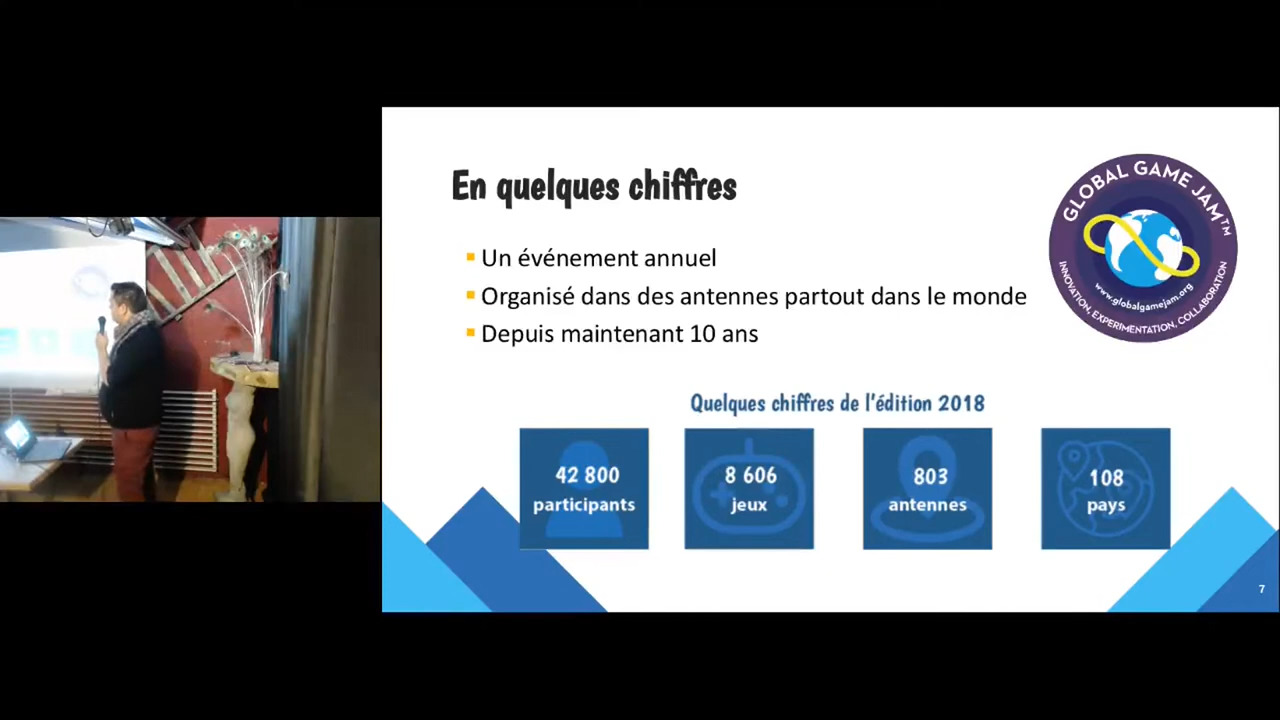 En quelques chiffres
Un événement annuel
Organisé dans des antennes partout dans le monde
Depuis maintenant 10 ans
GLOBAL GAME JAM™
www.globalgamejam.org
INNOVATION, EXPERIMENTATION, COLLABORATION
Quelques chiffres de l'édition 2018
42 800
participants
8 606
jeux
803
antennes
108
pays
7